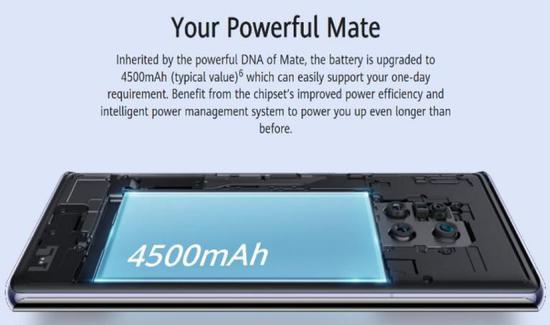 Your Powerful Mate
Inherited by the powerful DNA of Mate, the battery is upgraded to
4500mAh (typical value)6 which can easily support your one-day
requirement. Benefit from the chipset's improved power efficiency and
intelligent power management system to power you up even longer than
before.
4500mAh